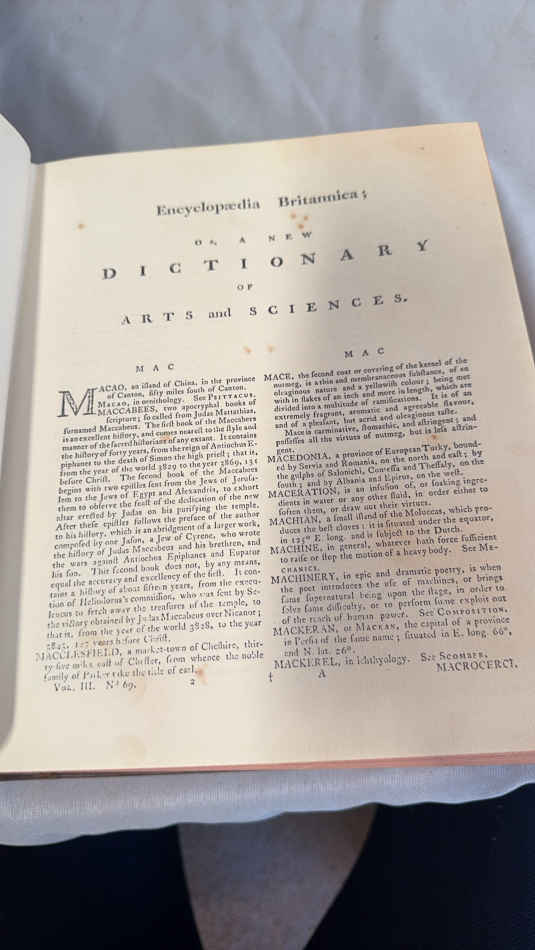 Encyclopædia Britannica;
OR, A NEW
DICTIONARY
OF
ARTS and SCIENCES.
MAC
MACAO, an iſland of China, in the province
of Canton, fifty miles ſouth of Canton.
MACAO, in ornithology. See PSITTACUS.
MACCABEES, two apocryphal books of
ſcripture; ſo called from Judas Mattathias,
ſurnamed Maccabeus. The firſt book of the Maccabees
is an excellent hiſtory, and comes neareſt to the ſtyle and
manner of the ſacred hiſtorians of any extant. It contains
the hiſtory of forty years, from the reign of Antiochus E-
piphanes to the death of Simon the high prieſt; that is,
from the year of the world 3829 to the year 3869, 131
before Chriſt. The ſecond book of the Maccabees
begins with two epiſtles ſent from the Jews of Jeruſa-
lem to the Jews of Egypt and Alexandria, to exhort
them to obſerve the feaſt of the dedication of the new
altar erected by Judas on his purifying the temple.
After theſe epiſtles follows the preface of the author
to his hiſtory, which is an abridgment of a larger work,
compoſed by one Jaſon, a Jew of Cyrene, who wrote
the hiſtory of Judas Maccabeus and his brethren, and
the wars againſt Antiochus Epiphanes and Eupator
his ſon. This ſecond book does not, by any means,
equal the accuracy and excellency of the firſt. It con-
tains a hiſtory of about fifteen years, from the execu-
tion of Heliodorus's commiſſion, who was ſent by Se-
leucus to fetch away the treaſures of the temple, to
the victory obtained by Judas Maccabeus over Nicanor;
that is, from the year of the world 3828, to the year
3843, 147 years before Chriſt.
MACCLESFIELD, a market-town of Cheſhire, thir-
ty-five miles eaſt of Cheſter, from whence the noble
family of Parker take the title of earl.
VOL. III. No 69. 2
MAC
MACE, the ſecond coat or covering of the kernel of the
nutmeg, is a thin and membranaceous ſubſtance, of an
oleaginous nature and a yellowiſh colour; being met
with in flakes of an inch and more in length, which are
divided into a multitude of ramifications. It is of an
extremely fragrant, aromatic and agreeable flavour,
and of a pleaſant, but acrid and oleaginous taſte.
Mace is carminative, ſtomachic, and aſtringent; and
poſſeſſes all the virtues of nutmeg, but is leſs aſtrin-
gent.
MACEDONIA, a province of European Turky, bound-
ed by Servia and Romania, on the north and eaſt; by
the gulphs of Salonichi, Conteſſa and Theſſaly, on the
ſouth; and by Albania and Epirus, on the weſt.
MACERATION, is an infuſion of, or ſoaking ingre-
dients in water or any other fluid, in order either to
ſoften them, or draw out their virtues.
MACHIAN, a ſmall iſland of the Moluccas, which pro-
duces the beſt cloves: it is ſituated under the equator,
in 125° E. long. and is ſubject to the Dutch.
MACHINE, in general, whatever hath force ſufficient
to raiſe or ſtop the motion of a heavy body. See ME-
CHANICS.
MACHINERY, in epic and dramatic poetry, is when
the poet introduces the uſe of machines, or brings
ſome ſupernatural being upon the ſtage, in order to
ſolve ſome difficulty, or to perform ſome exploit out
of the reach of human power. See COMPOSITION.
MACKERAN, or MACRAN, the capital of a province
in Perſia of the ſame name; ſituated in E. long. 66°,
and N. lat. 26°.
MACKEREL, in ichthyology. See SCOMBER.
† A MACROCERCI,